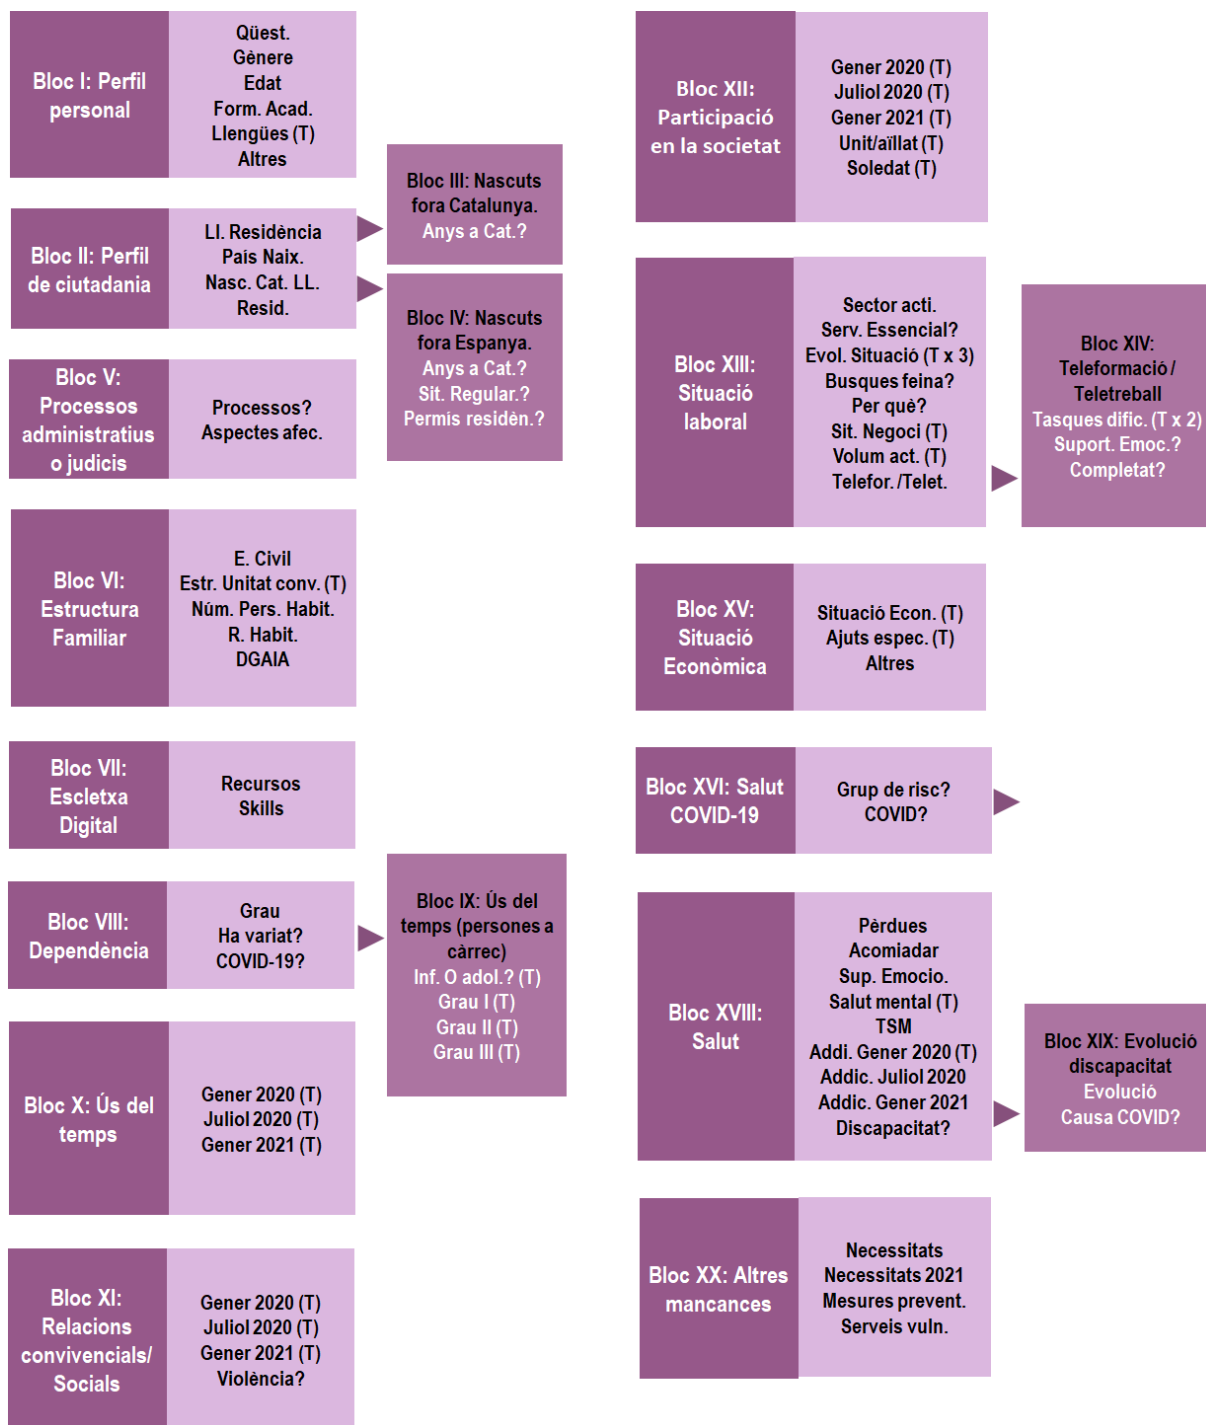 Bloc I: Perfil
personal
Qüest.
Gènere
Edat
Form. Acad.
Llengües (T)
Altres
Bloc II: Perfil
de ciutadania
Ll. Residència
País Naix.
Nasc. Cat. LL.
Resid.
Bloc III: Nascuts
fora Catalunya.
Anys a Cat.?
Bloc IV: Nascuts
fora Espanya.
Anys a Cat.?
Sit. Regular.?
Permís residèn.?
Bloc V:
Processos
administratius
o judicis
Processos?
Aspectes afec.
Bloc VI:
Estructura
Familiar
E. Civil
Estr. Unitat conv. (T)
Núm. Pers. Habit.
R. Habit.
DGAIA
Bloc VII:
Escletxa
Digital
Recursos
Skills
Bloc VIII:
Dependència
Grau
Ha variat?
COVID-19?
Bloc IX: Ús del
temps (persones a
càrrec)
Inf. O adol.? (T)
Grau I (T)
Grau II (T)
Grau III (T)
Bloc X: Ús del
temps
Gener 2020 (T)
Juliol 2020 (T)
Gener 2021 (T)
Bloc XI:
Relacions
convivencials/
Socials
Gener 2020 (T)
Juliol 2020 (T)
Gener 2021 (T)
Violència?
Bloc XII:
Participació
en la societat
Gener 2020 (T)
Juliol 2020 (T)
Gener 2021 (T)
Unit/aïllat (T)
Soledat (T)
Bloc XIII:
Situació
laboral
Sector acti.
Serv. Essencial?
Evol. Situació (T x 3)
Busques feina?
Per què?
Sit. Negoci (T)
Volum act. (T)
Telefor. /Telet.
Bloc XIV:
Teleformació /
Teletreball
Tasques dific. (T x 2)
Suport. Emoc.?
Completat?
Bloc XV:
Situació
Econòmica
Situació Econ. (T)
Ajuts espec. (T)
Altres
Bloc XVI: Salut
COVID-19
Grup de risc?
COVID?
Bloc XVIII:
Salut
Pèrdues
Acomiadar
Sup. Emocio.
Salut mental (T)
TSM
Addi. Gener 2020 (T)
Addic. Juliol 2020
Addic. Gener 2021
Discapacitat?
Bloc XIX: Evolució
discapacitat
Evolució
Causa COVID?
Bloc XX: Altres
mancances
Necessitats
Necessitats 2021
Mesures prevent.
Serveis vuln.